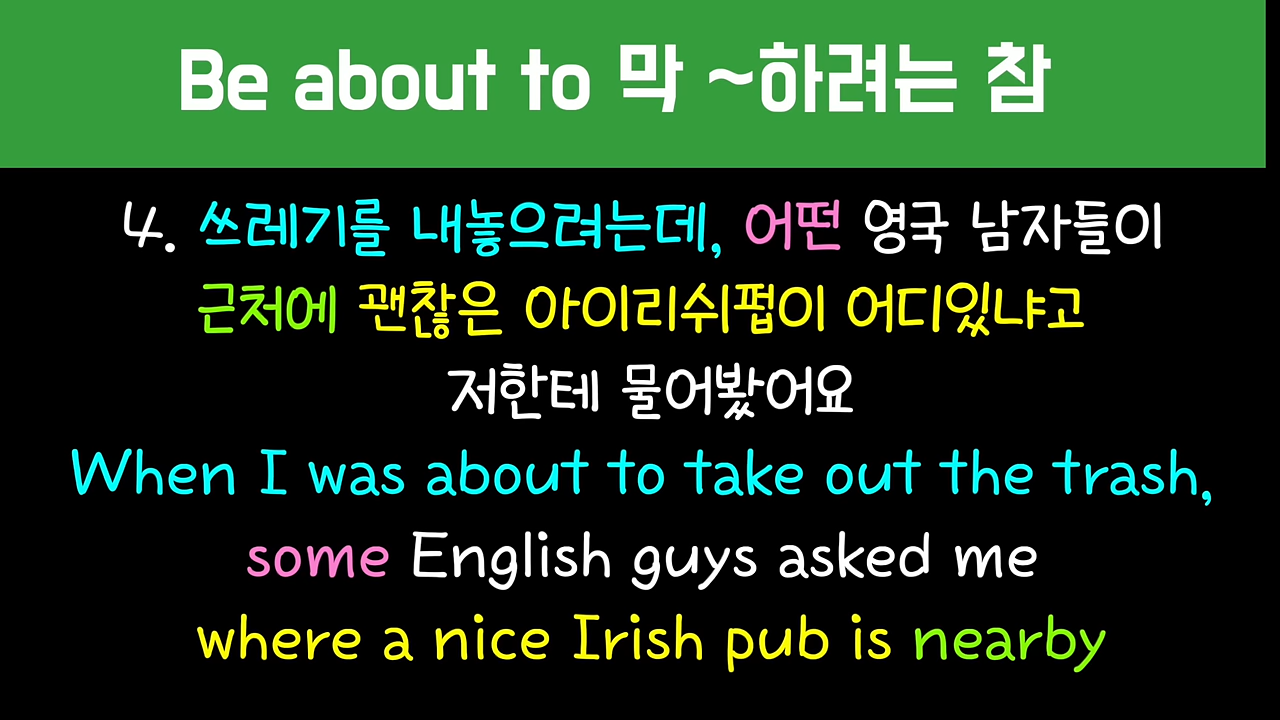 Be about to 막 ~하려는 참
4. 쓰레기를 내놓으려는데, 어떤 영국 남자들이
근처에 괜찮은 아이리쉬펍이 어디있냐고
저한테 물어봤어요
When I was about to take out the trash,
some English guys asked me
where a nice Irish pub is nearby